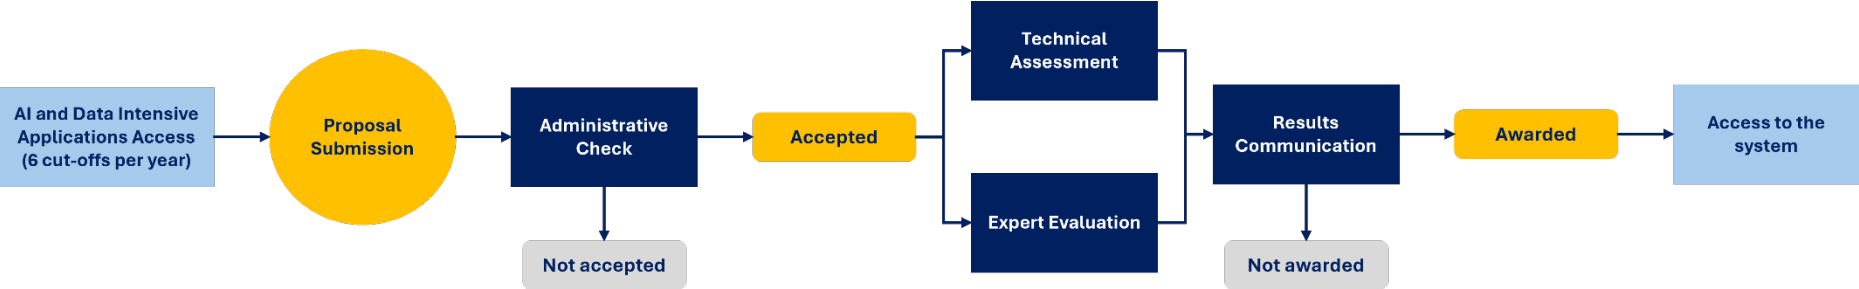 AI and Data Intensive
Applications Access
(6 cut-offs per year)
Proposal
Submission
Administrative
Check
Not accepted
Accepted
Technical
Assessment
Expert Evaluation
Results
Communication
Not awarded
Awarded
Access to the
system